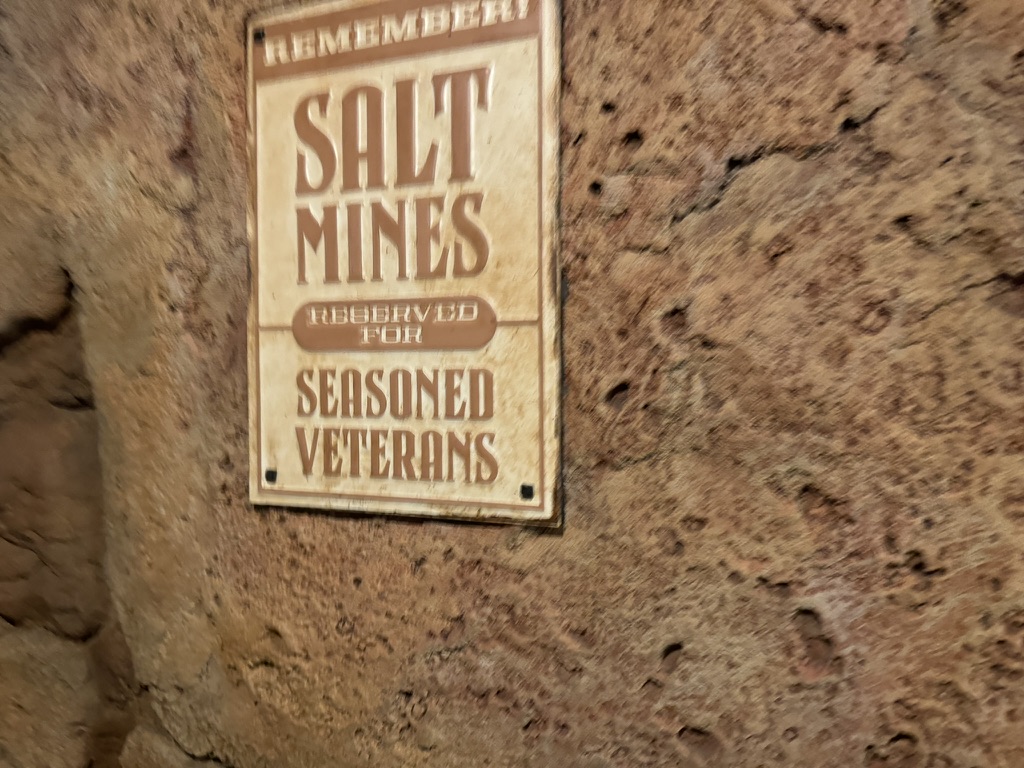 REMEMBER!
SALT
MINES
RESERVED
FOR
SEASONED
VETERANS